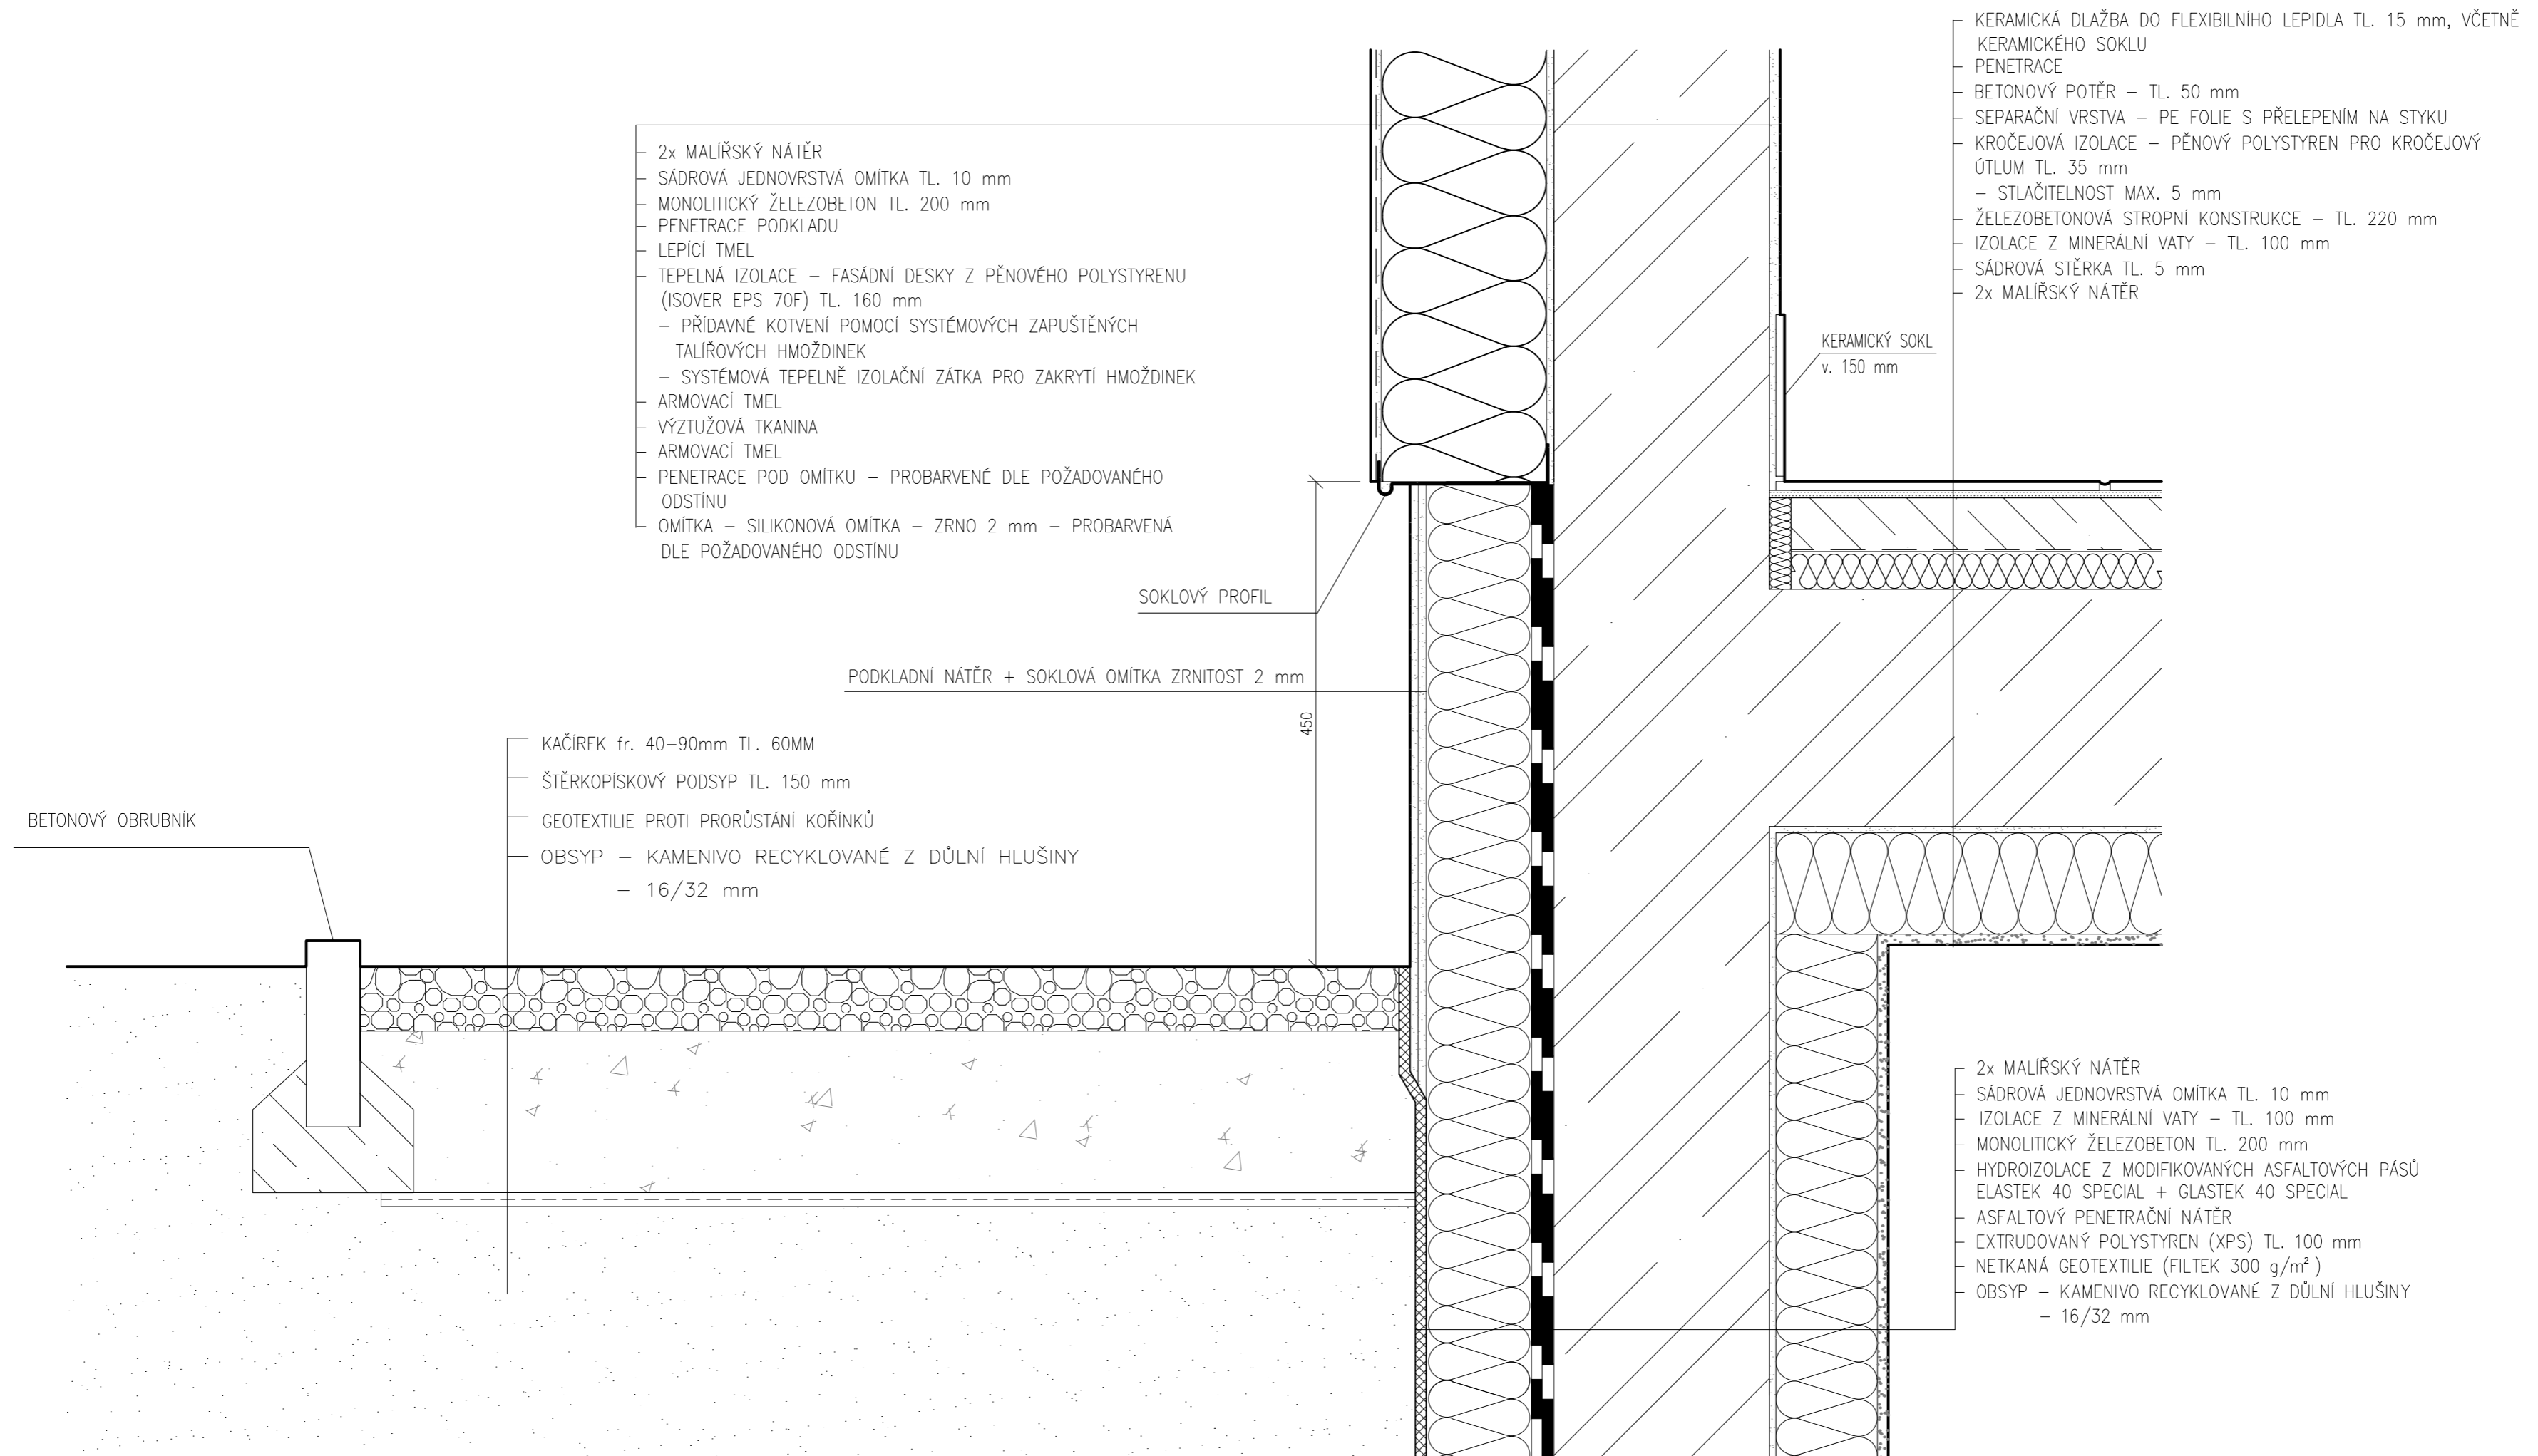 KERAMICKÁ DLAŽBA DO FLEXIBILNÍHO LEPIDLA TL. 15 mm, VČETNĚ
KERAMICKÉHO SOKLU
PENETRACE
BETONOVÝ POTĚR – TL. 50 mm
SEPARAČNÍ VRSTVA – PE FOLIE S PŘELEPENÍM NA STYKU
KROČEJOVÁ IZOLACE – PĚNOVÝ POLYSTYREN PRO KROČEJOVÝ
ÚTLUM TL. 35 mm
– STLAČITELNOST MAX. 5 mm
ŽELEZOBETONOVÁ STROPNÍ KONSTRUKCE – TL. 220 mm
IZOLACE Z MINERÁLNÍ VATY – TL. 100 mm
SÁDROVÁ STĚRKA TL. 5 mm
2x MALÍŘSKÝ NÁTĚR
2x MALÍŘSKÝ NÁTĚR
SÁDROVÁ JEDNOVRSTVÁ OMÍTKA TL. 10 mm
MONOLITICKÝ ŽELEZOBETON TL. 200 mm
PENETRACE PODKLADU
LEPÍCÍ TMEL
TEPELNÁ IZOLACE – FASÁDNÍ DESKY Z PĚNOVÉHO POLYSTYRENU
(ISOVER EPS 70F) TL. 160 mm
– PŘÍDAVNÉ KOTVENÍ POMOCÍ SYSTÉMOVÝCH ZAPUŠTĚNÝCH
TALÍŘOVÝCH HMOŽDINEK
– SYSTÉMOVÁ TEPELNĚ IZOLAČNÍ ZÁTKA PRO ZAKRYTÍ HMOŽDINEK
ARMOVACÍ TMEL
VÝZTUŽOVÁ TKANINA
ARMOVACÍ TMEL
PENETRACE POD OMÍTKU – PROBARVENÉ DLE POŽADOVANÉHO
ODSTÍNU
OMÍTKA – SILIKONOVÁ OMÍTKA – ZRNO 2 mm – PROBARVENÁ
DLE POŽADOVANÉHO ODSTÍNU
KERAMICKÝ SOKL
v. 150 mm
SOKLOVÝ PROFIL
PODKLADNÍ NÁTĚR + SOKLOVÁ OMÍTKA ZRNITOST 2 mm
450
KAČÍREK fr. 40–90mm TL. 60MM
ŠTĚRKOPÍSKOVÝ PODSYP TL. 150 mm
GEOTEXTILIE PROTI PRORŮSTÁNÍ KOŘÍNKŮ
OBSYP – KAMENIVO RECYKLOVANÉ Z DŮLNÍ HLUŠINY
– 16/32 mm
BETONOVÝ OBRUBNÍK
2x MALÍŘSKÝ NÁTĚR
SÁDROVÁ JEDNOVRSTVÁ OMÍTKA TL. 10 mm
IZOLACE Z MINERÁLNÍ VATY – TL. 100 mm
MONOLITICKÝ ŽELEZOBETON TL. 200 mm
HYDROIZOLACE Z MODIFIKOVANÝCH ASFALTOVÝCH PÁSŮ
ELASTEK 40 SPECIAL + GLASTEK 40 SPECIAL
ASFALTOVÝ PENETRAČNÍ NÁTĚR
EXTRUDOVANÝ POLYSTYREN (XPS) TL. 100 mm
NETKANÁ GEOTEXTILIE (FILTEK 300 g/m²)
OBSYP – KAMENIVO RECYKLOVANÉ Z DŮLNÍ HLUŠINY
– 16/32 mm